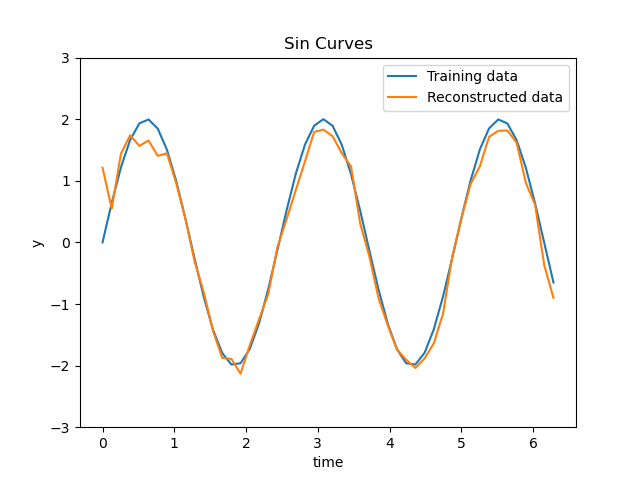 Sin Curves
Training data
Reconstructed data
3
2
1
0
−1
−2
−3
y
0 1 2 3 4 5 6
time